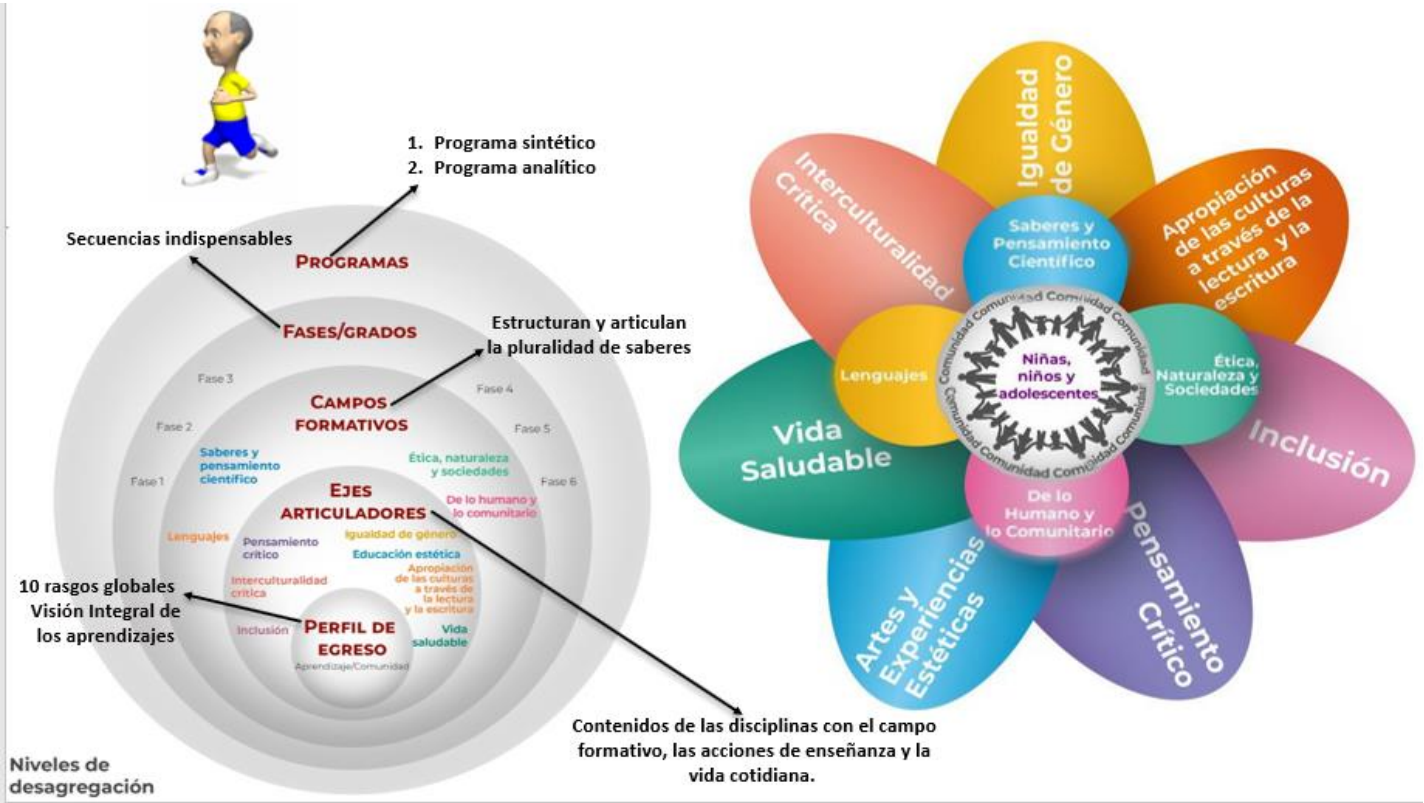 1. Programa sintético
2. Programa analítico
Secuencias indispensables
PROGRAMAS
FASES/GRADOS
Estructuran y articulan
la pluralidad de saberes
Fase 3
Fase 4
CAMPOS
FORMATIVOS
Fase 2
Fase 5
Saberes y
pensamiento
científico
Ética, naturaleza
y sociedades
Fase 1
Fase 6
EJES
ARTICULADORES
De lo humano y
lo comunitario
Lenguajes
Pensamiento
crítico
Igualdad de género
Educación estética
Apropiación
de las culturas
a través de
la lectura
y la escritura
Interculturalidad
crítica
10 rasgos globales
Visión Integral de
los aprendizajes
Inclusión
PERFIL DE
EGRESO
Vida
saludable
Aprendizaje/Comunidad
Contenidos de las disciplinas con el campo
formativo, las acciones de enseñanza y la
vida cotidiana.
Niveles de
desagregación
Igualdad
de Género
Interculturalidad
Crítica
Apropiación
de las culturas
a través de la
lectura y la
escritura
Saberes y
Pensamiento
Científico
Lenguajes
Comunidad Comunidad Comunidad
Niñas,
niños y
adolescentes
Comunidad Comunidad Comunidad
Ética,
Naturaleza y
Sociedades
Vida
Saludable
Inclusión
De lo
Humano y
lo Comunitario
Artes y
Experiencias
Estéticas
Pensamiento
Crítico